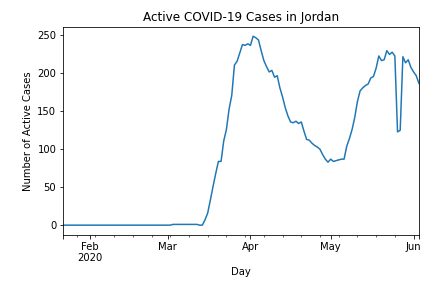 Active COVID-19 Cases in Jordan
Number of Active Cases
250
200
150
100
50
0
Feb
2020
Mar
Apr
May
Jun
Day